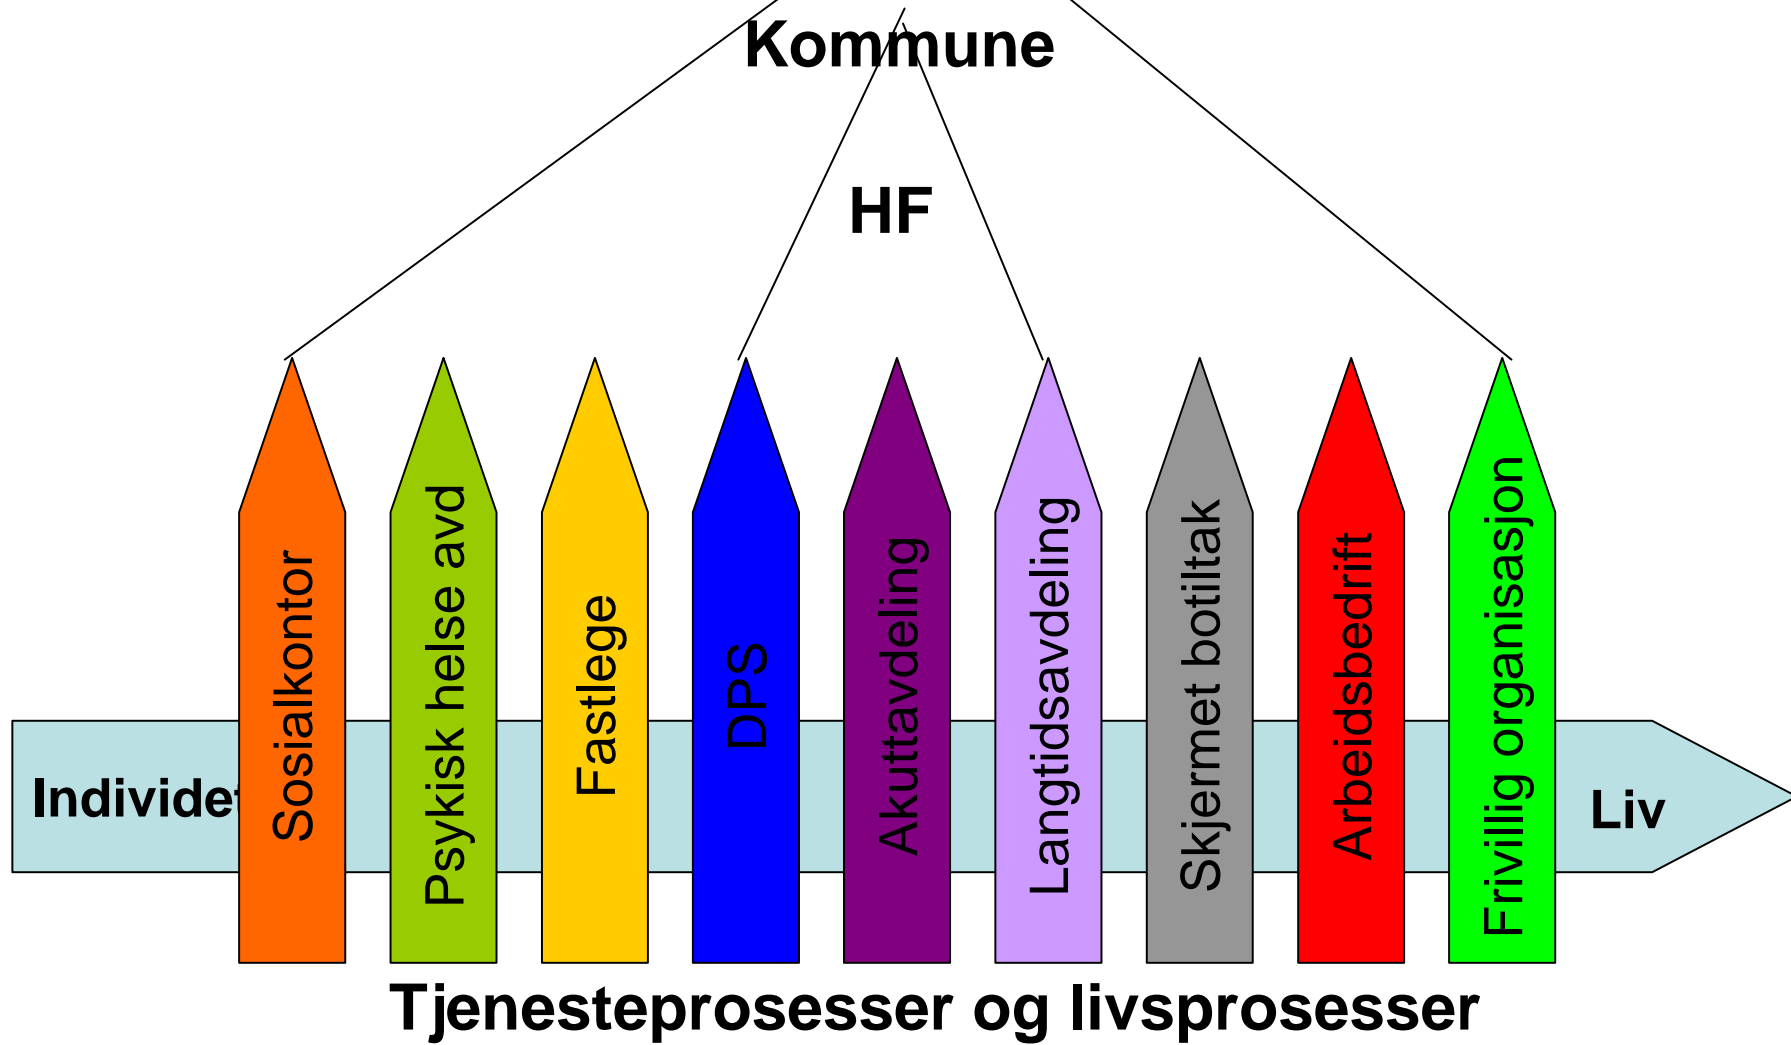 Kommune
HF
Sosialkontor
Psykisk helse avd
Fastlege
DPS
Akuttavdeling
Langtidsavdeling
Skjermet botiltak
Arbeidsbedrift
Frivillig organisasjon
Individet
Liv
Tjenesteprosesser og livsprosesser